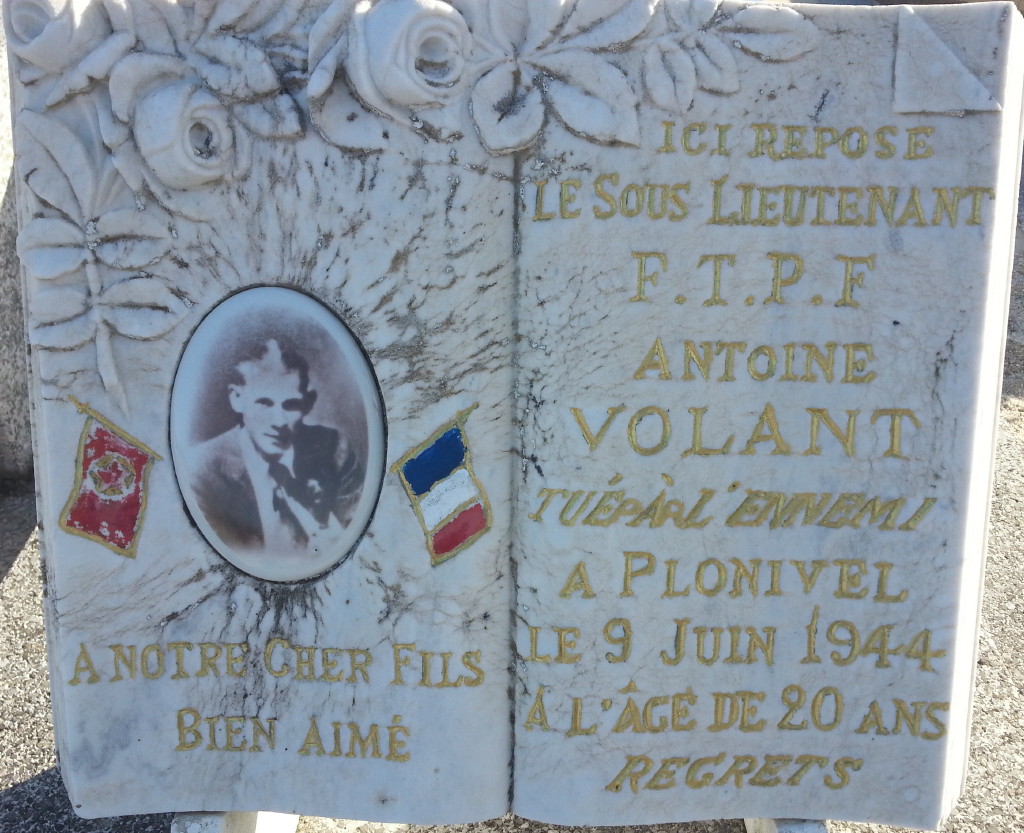 A NOTRE CHER FILS
BIEN AIMÉ
ICI REPOSE
LE SOUS LIEUTENANT
F.T.P.F
ANTOINE
VOLANT
TUÉ PÀR L'ENNEMI
A PLONIVEL
LE 9 JUIN 1944
A L'ÂGE DE 20 ANS
REGRETS